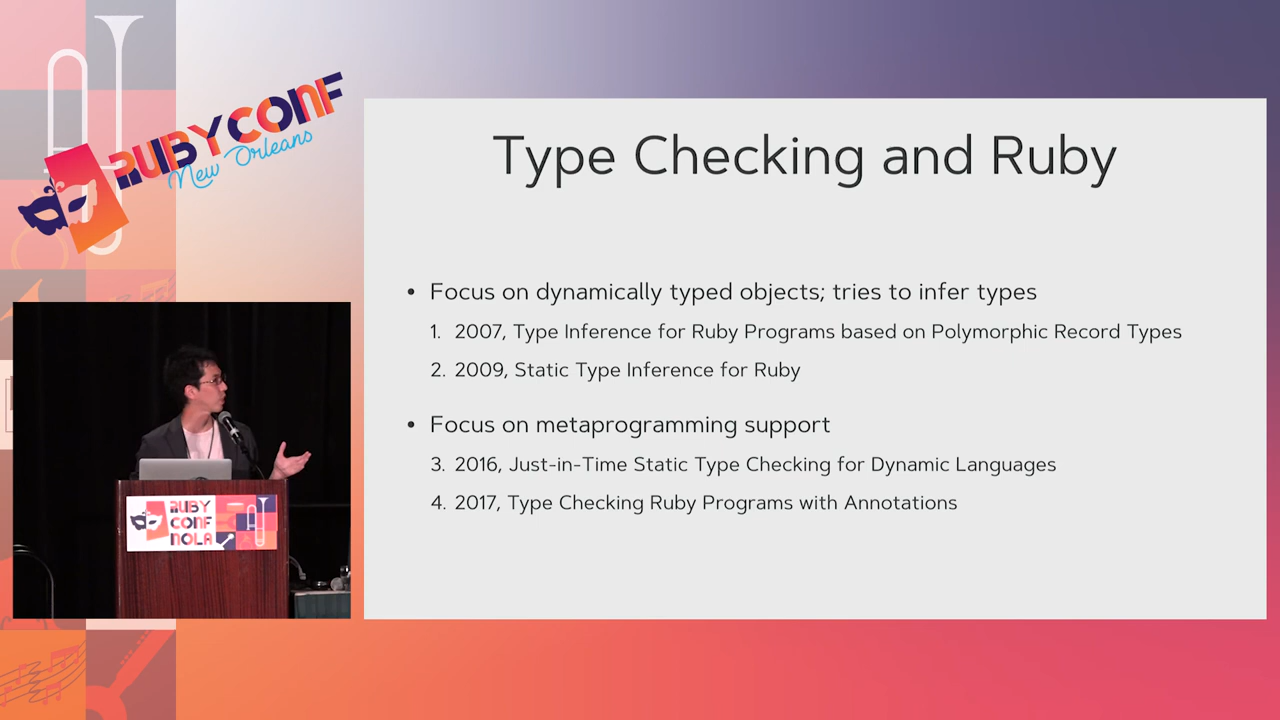 RUBYCONF
New Orleans
Type Checking and Ruby
• Focus on dynamically typed objects; tries to infer types
1. 2007, Type Inference for Ruby Programs based on Polymorphic Record Types
2. 2009, Static Type Inference for Ruby
• Focus on metaprogramming support
3. 2016, Just-in-Time Static Type Checking for Dynamic Languages
4. 2017, Type Checking Ruby Programs with Annotations
RUBY
CONF
NOLA